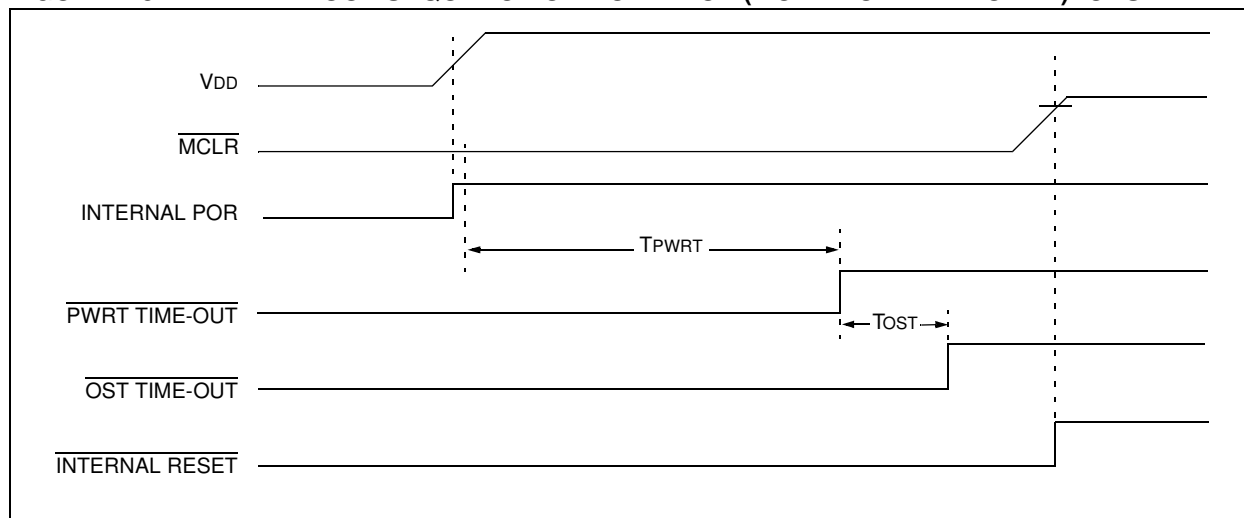 VDD
MCLR
INTERNAL POR
TPWRT
PWRT TIME-OUT
TOST
OST TIME-OUT
INTERNAL RESET